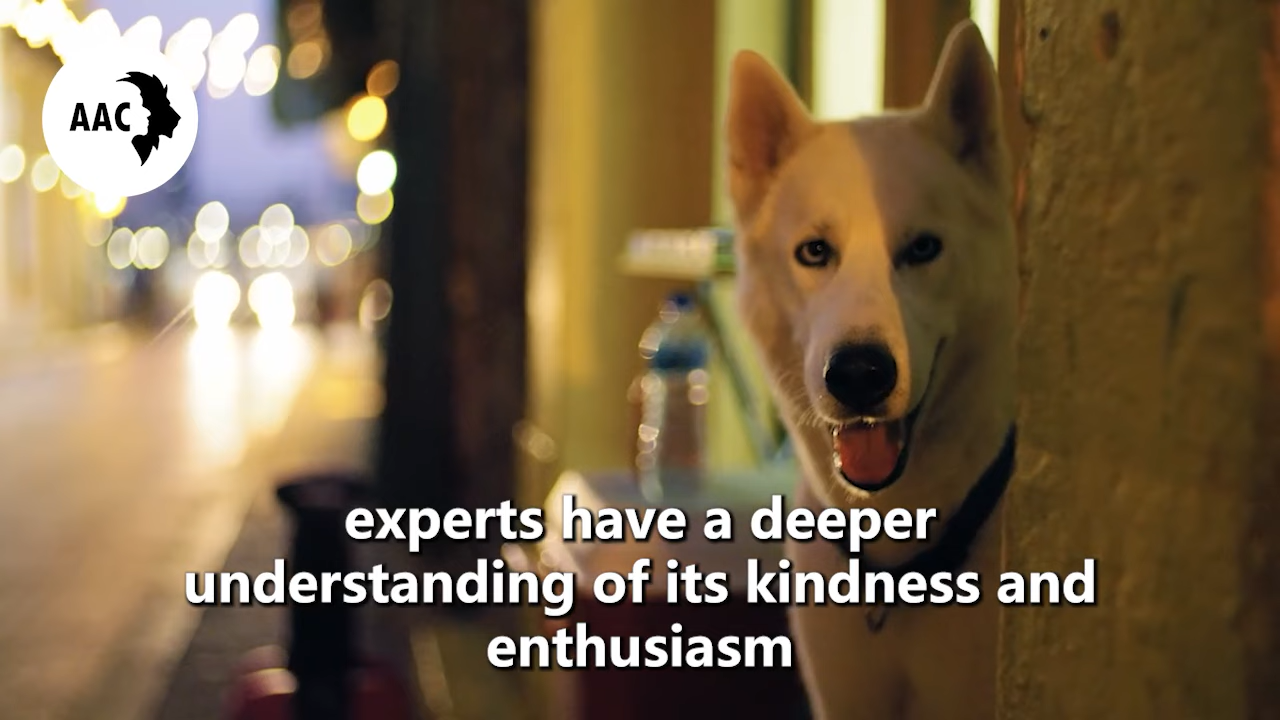 AAC
experts have a deeper
understanding of its kindness and
enthusiasm